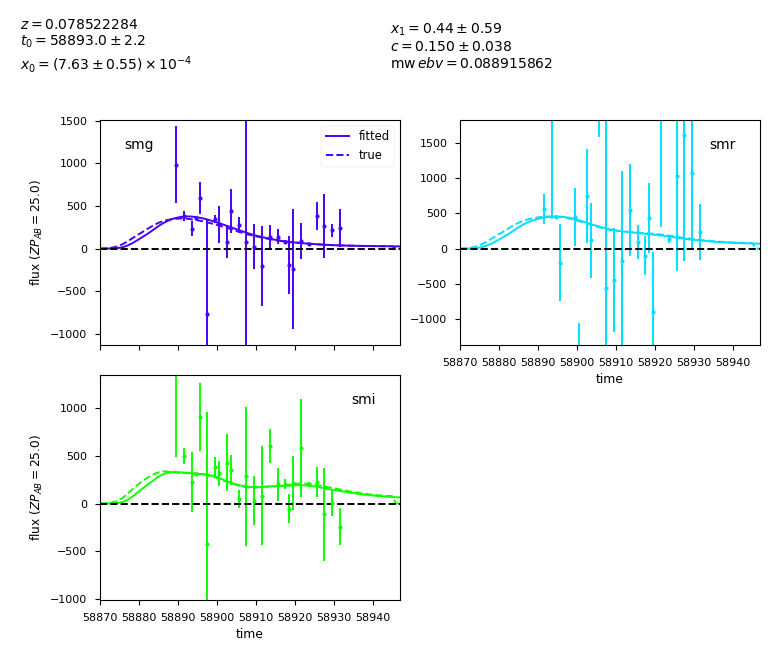 z = 0.078522284
t₀ = 58893.0 ± 2.2
x₀ = (7.63 ± 0.55) × 10⁻⁴
x₁ = 0.44 ± 0.59
c = 0.150 ± 0.038
mw ebv = 0.088915862
smg
fitted
true
1500
1000
500
0
−500
−1000
flux (ZP_AB = 25.0)
smr
1500
1000
500
0
−500
−1000
58870 58880 58890 58900 58910 58920 58930 58940
time
smi
1000
500
0
−500
−1000
flux (ZP_AB = 25.0)
58870 58880 58890 58900 58910 58920 58930 58940
time